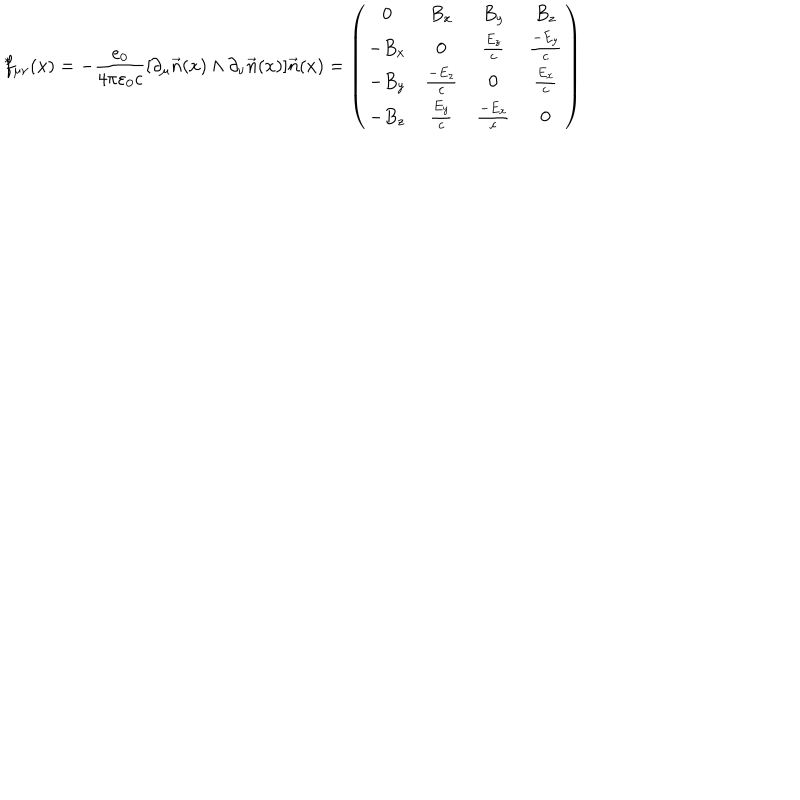 $^{*}f_{\mu\nu}(x) = -\frac{e_0}{4\pi\varepsilon_0 c}[\partial_\mu \vec{n}(x) \wedge \partial_\nu \vec{n}(x)]\vec{n}(x) = \begin{pmatrix} 0 & B_x & B_y & B_z \\ -B_x & 0 & \frac{E_z}{c} & \frac{-E_y}{c} \\ -B_y & \frac{-E_z}{c} & 0 & \frac{E_x}{c} \\ -B_z & \frac{E_y}{c} & \frac{-E_x}{c} & 0 \end{pmatrix}$